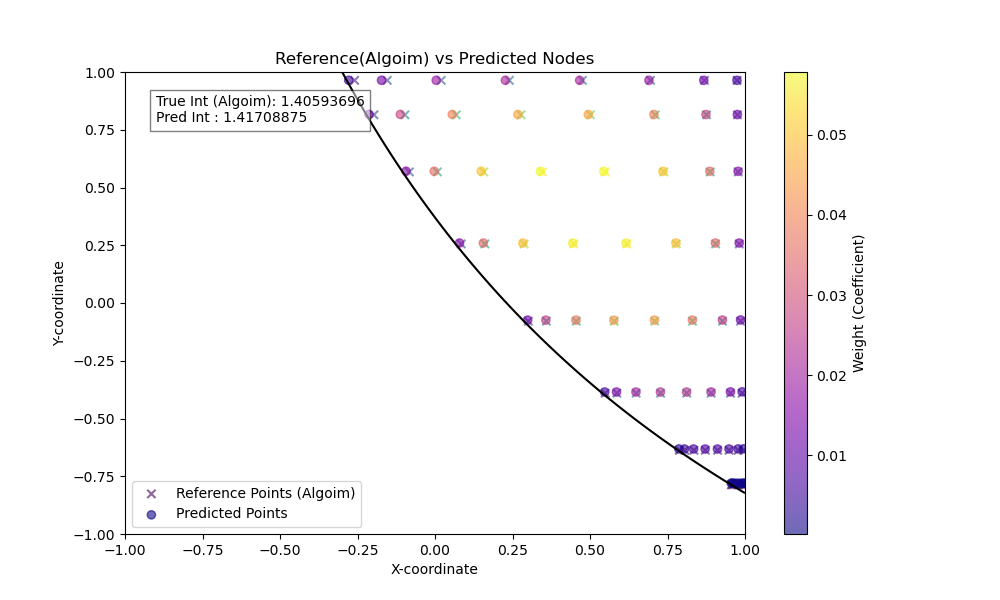 Reference(Algoim) vs Predicted Nodes
True Int (Algoim): 1.40593696
Pred Int : 1.41708875
1.00
0.75
0.50
0.25
0.00
−0.25
−0.50
−0.75
−1.00
Y-coordinate
Reference Points (Algoim)
Predicted Points
−1.00 −0.75 −0.50 −0.25 0.00 0.25 0.50 0.75 1.00
X-coordinate
0.05
0.04
0.03
0.02
0.01
Weight (Coefficient)